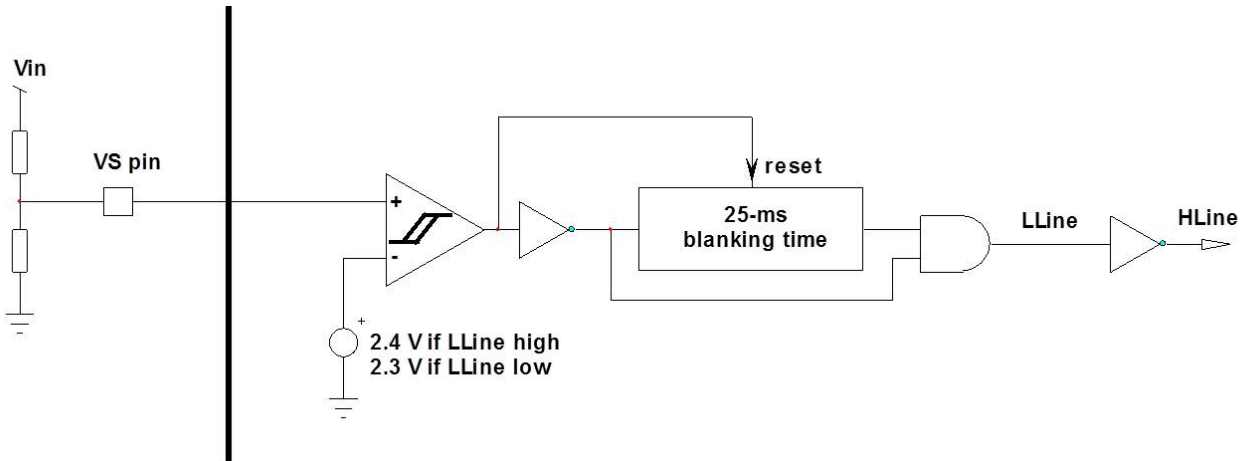 Vin
VS pin
+
-
+
2.4 V if LLine high
2.3 V if LLine low
reset
25-ms
blanking time
LLine
HLine